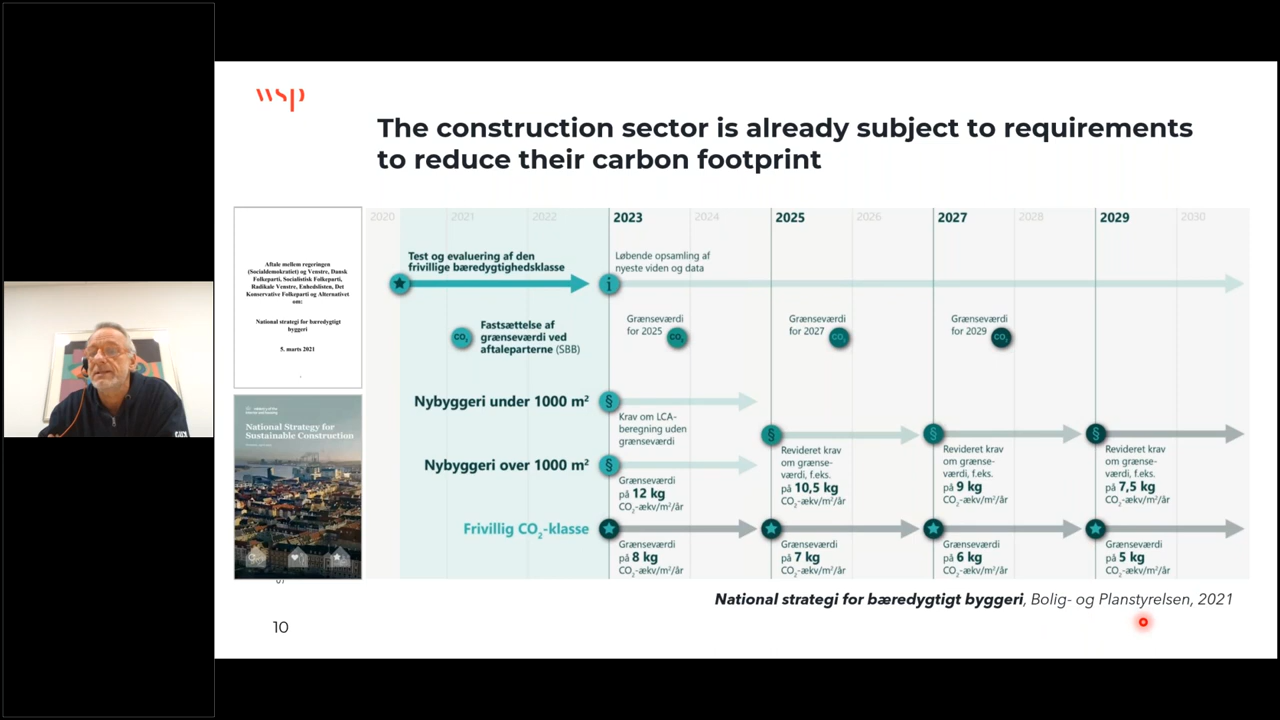 wsp
The construction sector is already subject to requirements
to reduce their carbon footprint
Aftale mellem regeringen
(Socialdemokratiet) og Venstre, Dansk
Folkeparti, Socialistisk Folkeparti,
Radikale Venstre, Enhedslisten, Det
Konservative Folkeparti og Alternativet
om:
National strategi for bæredygtigt
byggeri
5. marts 2021
National Strategy for
Sustainable Construction
2020 2021 2022 2023 2024 2025 2026 2027 2028 2029 2030
Test og evaluering af den
frivillige bæredygtighedsklasse
Løbende opsamling af
nyeste viden og data
i
CO₂
Fastsættelse af
grænseværdi ved
aftaleparterne (SBB)
Grænseværdi
for 2025
CO₂
Grænseværdi
for 2027
CO₂
Grænseværdi
for 2029
CO₂
Nybyggeri under 1000 m²
§
Krav om LCA-
beregning uden
grænseværdi
Nybyggeri over 1000 m²
§
Grænseværdi
på 12 kg
CO₂-ækv/m²/år
§
Revideret krav
om grænse-
værdi, f.eks.
på 10,5 kg
CO₂-ækv/m²/år
§
Revideret krav
om grænse-
værdi, f.eks.
på 9 kg
CO₂-ækv/m²/år
§
Revideret krav
om grænse-
værdi, f.eks.
på 7,5 kg
CO₂-ækv/m²/år
Frivillig CO₂-klasse
Grænseværdi
på 8 kg
CO₂-ækv/m²/år
Grænseværdi
på 7 kg
CO₂-ækv/m²/år
Grænseværdi
på 6 kg
CO₂-ækv/m²/år
Grænseværdi
på 5 kg
CO₂-ækv/m²/år
National strategi for bæredygtigt byggeri, Bolig- og Planstyrelsen, 2021
10